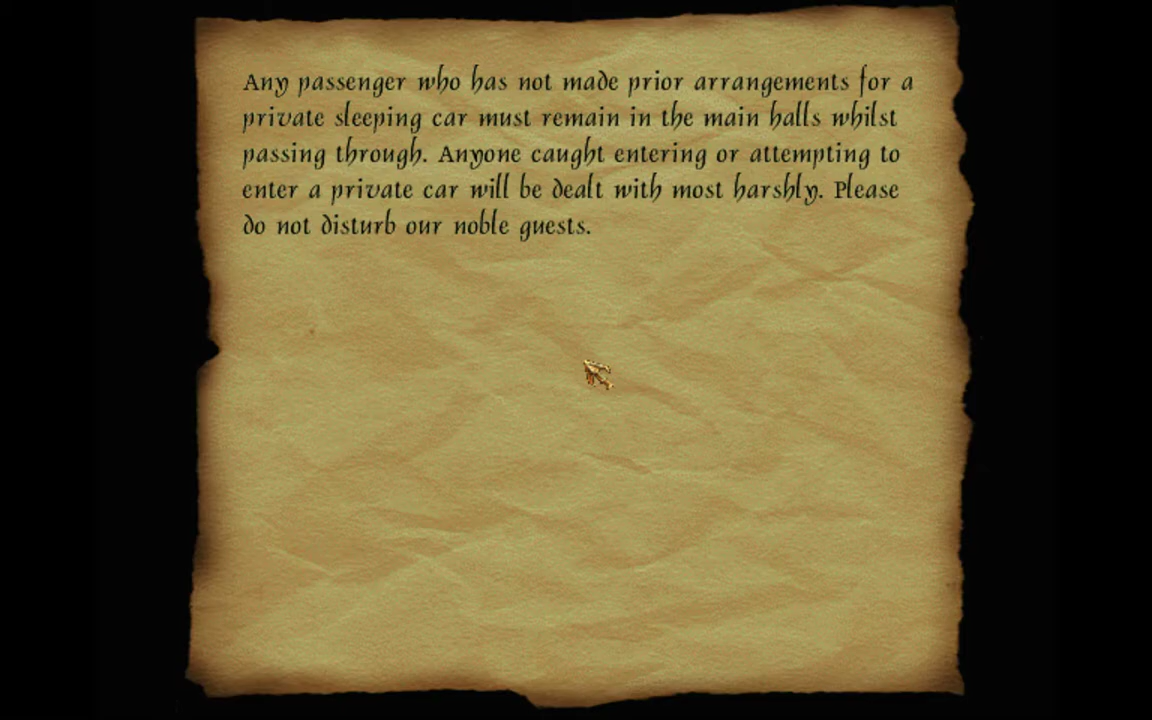 Any passenger who has not made prior arrangements for a
private sleeping car must remain in the main halls whilst
passing through. Anyone caught entering or attempting to
enter a private car will be dealt with most harshly. Please
do not disturb our noble guests.